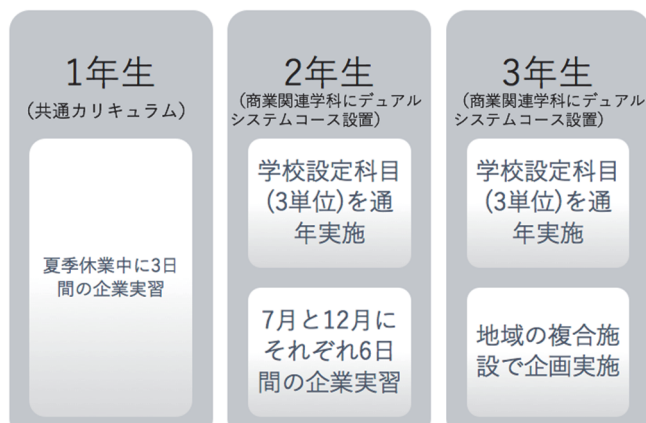 1年生
（共通カリキュラム）
夏季休業中に3日
間の企業実習
2年生
（商業関連学科にデュアル
システムコース設置）
学校設定科目
(3単位)を通
年実施
7月と12月に
それぞれ6日
間の企業実習
3年生
（商業関連学科にデュアル
システムコース設置）
学校設定科目
(3単位)を通
年実施
地域の複合施
設で企画実施